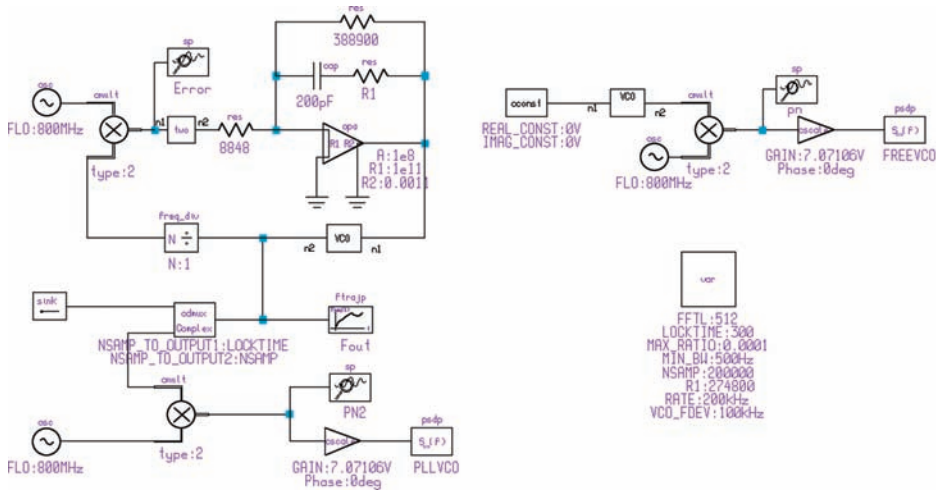 res
388900
cap
200pF
res
R1
sp
Error
osc
FLO:800MHz
cmult
type:2
n1
two
n2
res
8848
opa
R1 R2
A:1e8
R1:1e11
R2:0.0011
freq_div
N ÷
N:1
n2
VCO
n1
sink
cdmux
Complex
NSAMP_TO_OUTPUT1:LOCKTIME
NSAMP_TO_OUTPUT2:NSAMP
ftrajp
Fout
cmult
type:2
osc
FLO:800MHz
sp
PN2
cscale
GAIN:7.07106V
Phase:0deg
psdp
S_(f)
PLLVCO
cconst
REAL_CONST:0V
IMAG_CONST:0V
n1
VCO
n2
cmult
type:2
osc
FLO:800MHz
sp
pn
cscale
GAIN:7.07106V
Phase:0deg
psdp
S_(f)
FREEVCO
var
FFTL:512
LOCKTIME:300
MAX_RATIO:0.0001
MIN_BW:500Hz
NSAMP:200000
R1:274800
RATE:200kHz
VCO_FDEV:100kHz